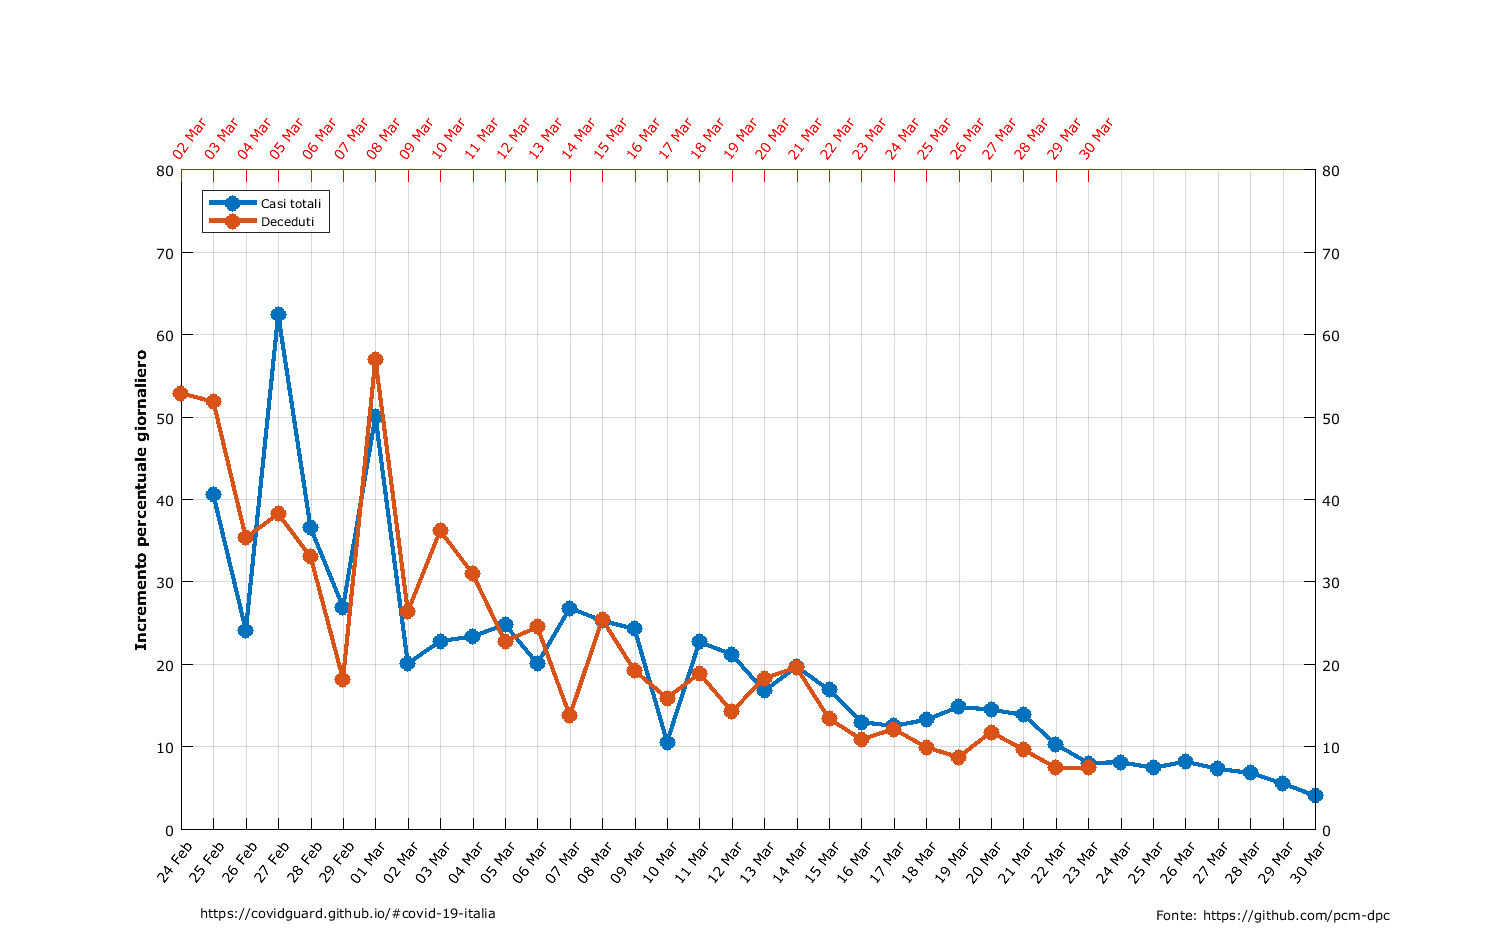 02 Mar 03 Mar 04 Mar 05 Mar 06 Mar 07 Mar 08 Mar 09 Mar 10 Mar 11 Mar 12 Mar 13 Mar 14 Mar 15 Mar 16 Mar 17 Mar 18 Mar 19 Mar 20 Mar 21 Mar 22 Mar 23 Mar 24 Mar 25 Mar 26 Mar 27 Mar 28 Mar 29 Mar 30 Mar
80 80
Casi totali
Deceduti
70 70
60 60
50 50
40 40
30 30
20 20
10 10
0 0
Incremento percentuale giornaliero
24 Feb 25 Feb 26 Feb 27 Feb 28 Feb 29 Feb 01 Mar 02 Mar 03 Mar 04 Mar 05 Mar 06 Mar 07 Mar 08 Mar 09 Mar 10 Mar 11 Mar 12 Mar 13 Mar 14 Mar 15 Mar 16 Mar 17 Mar 18 Mar 19 Mar 20 Mar 21 Mar 22 Mar 23 Mar 24 Mar 25 Mar 26 Mar 27 Mar 28 Mar 29 Mar 30 Mar
https://covidguard.github.io/#covid-19-italia
Fonte: https://github.com/pcm-dpc